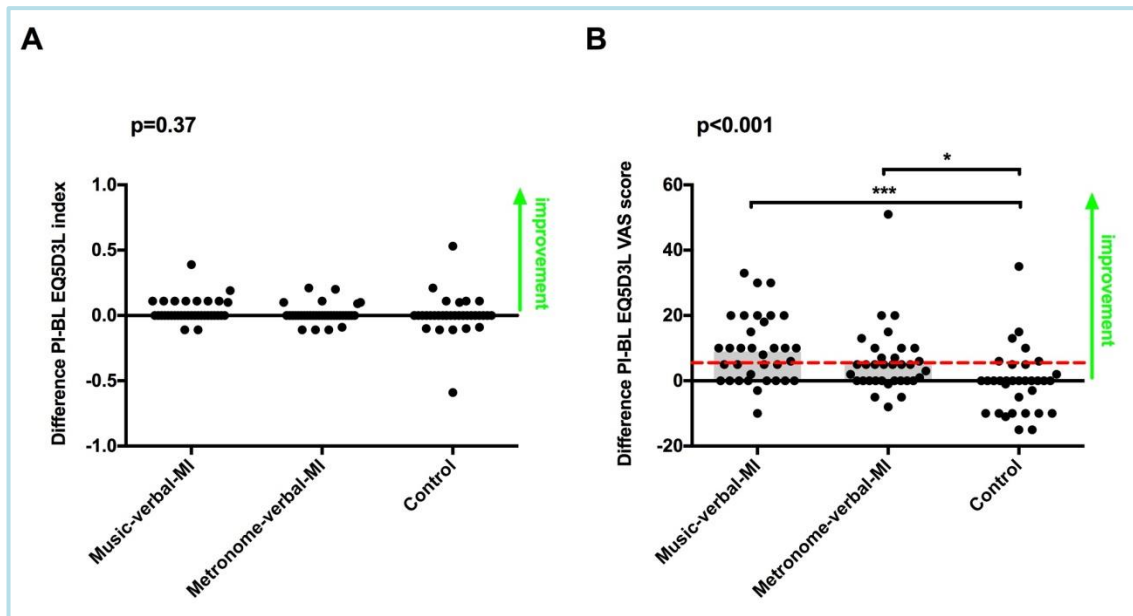 A
p=0.37
Difference PI-BL EQ5D3L index
1.0
0.5
0.0
-0.5
-1.0
improvement
Music-verbal-MI
Metronome-verbal-MI
Control
B
p<0.001
*
***
Difference PI-BL EQ5D3L VAS score
60
40
20
0
-20
improvement
Music-verbal-MI
Metronome-verbal-MI
Control